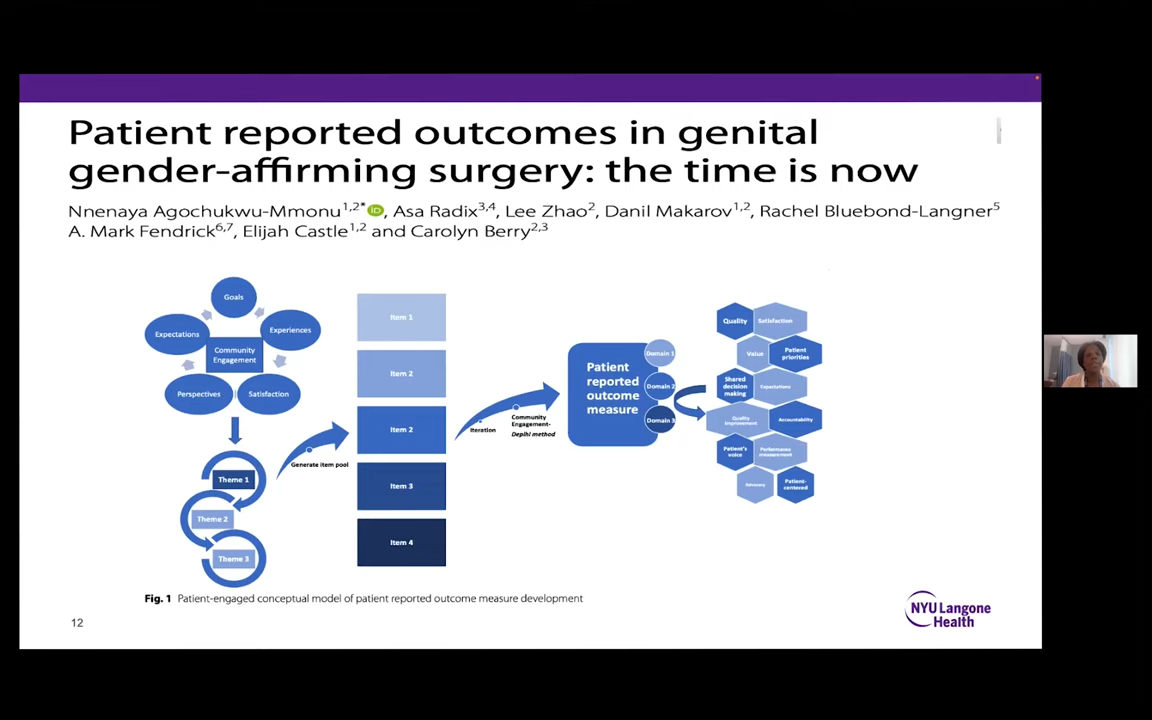 Patient reported outcomes in genital
gender-affirming surgery: the time is now
Nnenaya Agochukwu-Mmonu1,2* iD, Asa Radix3,4, Lee Zhao2, Danil Makarov1,2, Rachel Bluebond-Langner5
A. Mark Fendrick6,7, Elijah Castle1,2 and Carolyn Berry2,3
Goals
Expectations
Experiences
Community
Engagement
Perspectives
Satisfaction
Theme 1
Theme 2
Theme 3
Generate item pool
Item 1
Item 2
Item 2
Item 3
Item 4
Iteration
Community
Engagement-
Deplhi method
Patient
reported
outcome
measure
Domain 1
Domain 2
Domain 3
Quality
Satisfaction
Value
Patient
priorities
Shared
decision
making
Expectations
Quality
Improvement
Accountability
Patient's
voice
Performance
measurement
Advocacy
Patient-
centered
Fig. 1 Patient-engaged conceptual model of patient reported outcome measure development
12
NYU Langone
Health